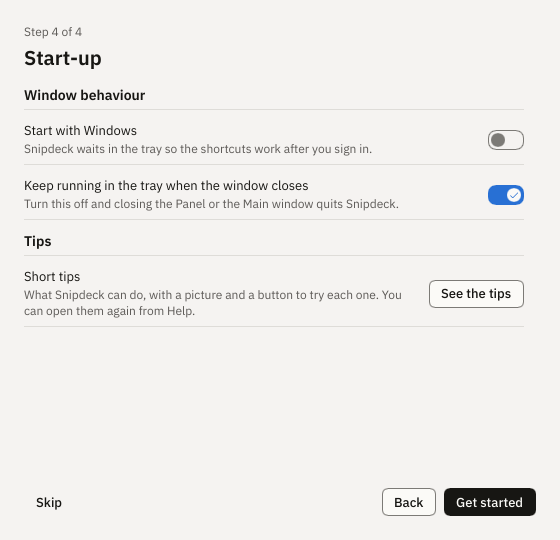 Step 4 of 4
Start-up
Window behaviour
Start with Windows
Snipdeck waits in the tray so the shortcuts work after you sign in.
Keep running in the tray when the window closes
Turn this off and closing the Panel or the Main window quits Snipdeck.
Tips
Short tips
What Snipdeck can do, with a picture and a button to try each one. You
can open them again from Help.
See the tips
Skip
Back
Get started